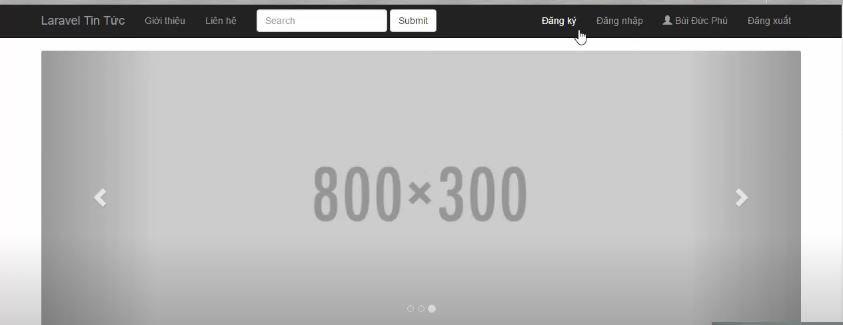 Laravel Tin Tức Giới thiệu Liên hệ Search Submit Đăng ký Đăng nhập Bùi Đức Phú Đăng xuất
800×300